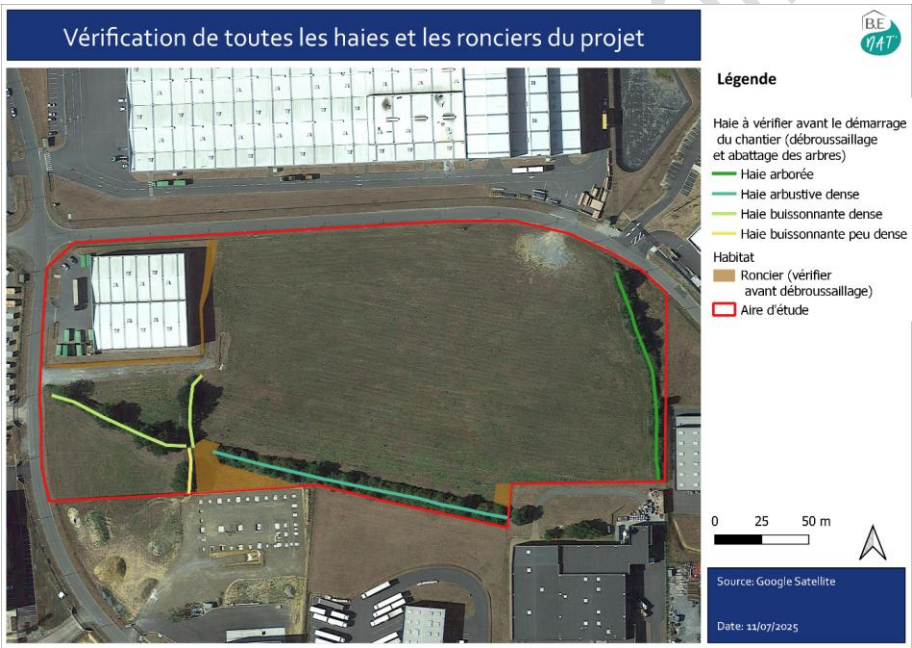 Vérification de toutes les haies et les ronciers du projet
BE
NAT'
Légende
Haie à vérifier avant le démarrage
du chantier (débroussaillage
et abattage des arbres)
Haie arborée
Haie arbustive dense
Haie buissonnante dense
Haie buissonnante peu dense
Habitat
Roncier (vérifier
avant débroussaillage)
Aire d'étude
0 25 50 m
Source: Google Satellite
Date: 11/07/2025